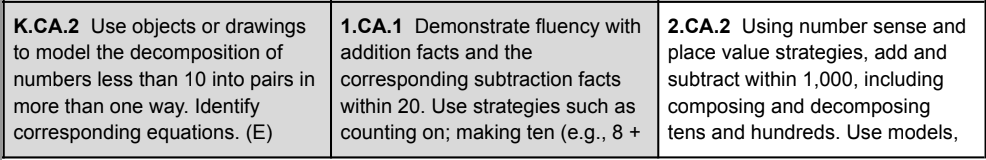 K.CA.2 Use objects or drawings
to model the decomposition of
numbers less than 10 into pairs in
more than one way. Identify
corresponding equations. (E)
1.CA.1 Demonstrate fluency with
addition facts and the
corresponding subtraction facts
within 20. Use strategies such as
counting on; making ten (e.g., 8 +
2.CA.2 Using number sense and
place value strategies, add and
subtract within 1,000, including
composing and decomposing
tens and hundreds. Use models,